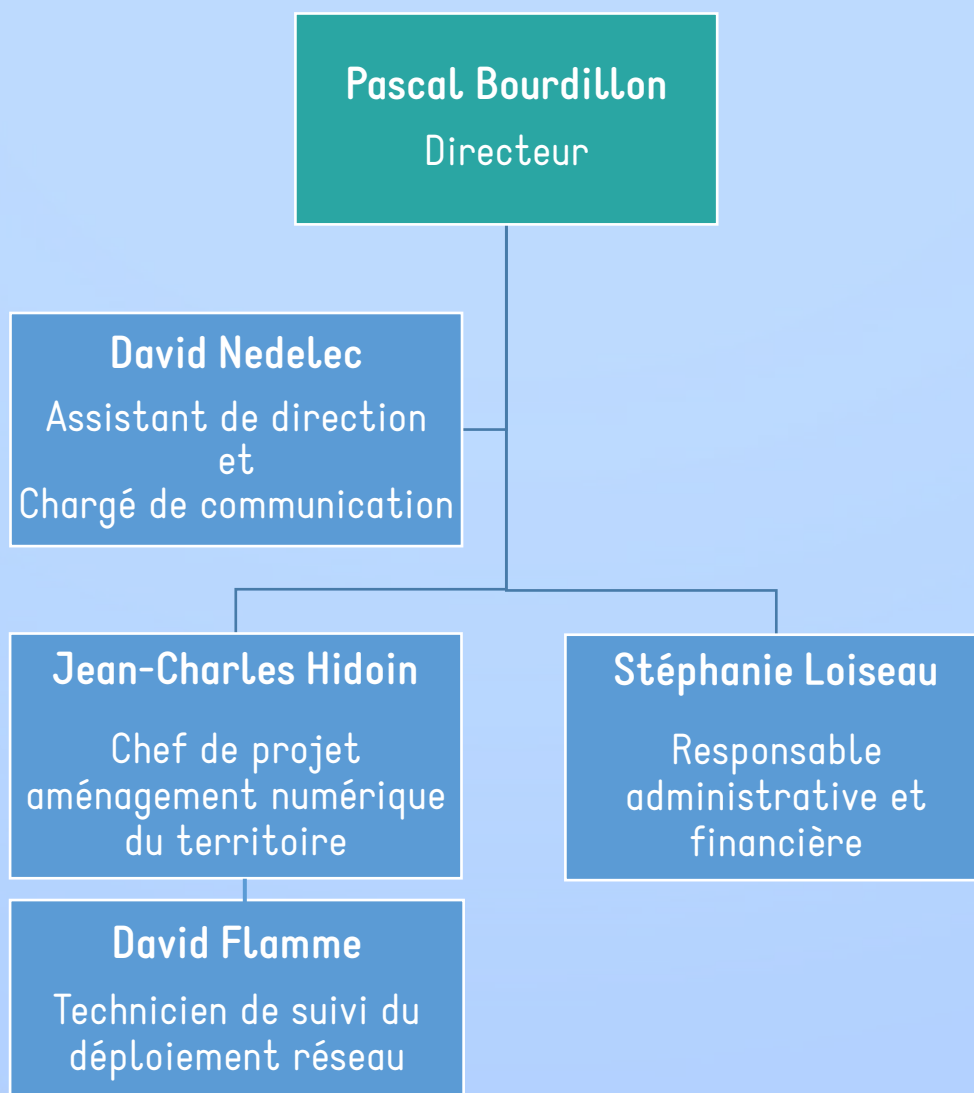 Pascal Bourdillon
Directeur
David Nedelec
Assistant de direction
et
Chargé de communication
Jean-Charles Hidoin
Chef de projet
aménagement numérique
du territoire
Stéphanie Loiseau
Responsable
administrative et
financière
David Flamme
Technicien de suivi du
déploiement réseau